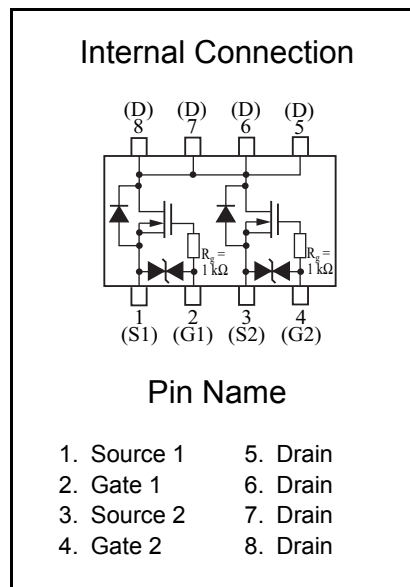 Internal Connection
(D) (D) (D) (D)
8 7 6 5
Rg = 1 kΩ
Rg = 1 kΩ
1 2 3 4
(S1) (G1) (S2) (G2)
Pin Name
1. Source 1 5. Drain
2. Gate 1 6. Drain
3. Source 2 7. Drain
4. Gate 2 8. Drain